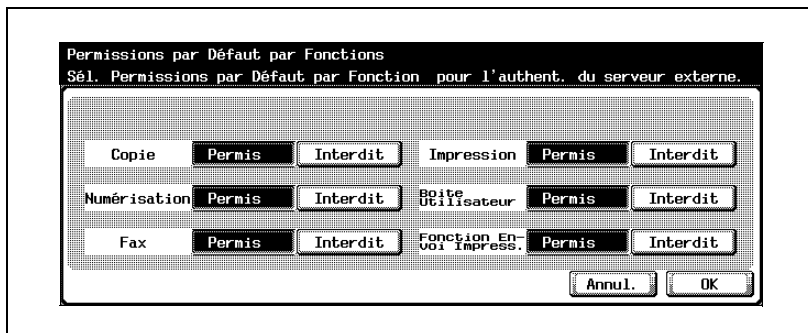 Permissions par Défaut par Fonctions
Sél. Permissions par Défaut par Fonction pour l'authent. du serveur externe.
Copie Permis Interdit Impression Permis Interdit
Numérisation Permis Interdit Boite Utilisateur Permis Interdit
Fax Permis Interdit Fonction En-voi Impress. Permis Interdit
Annul. OK